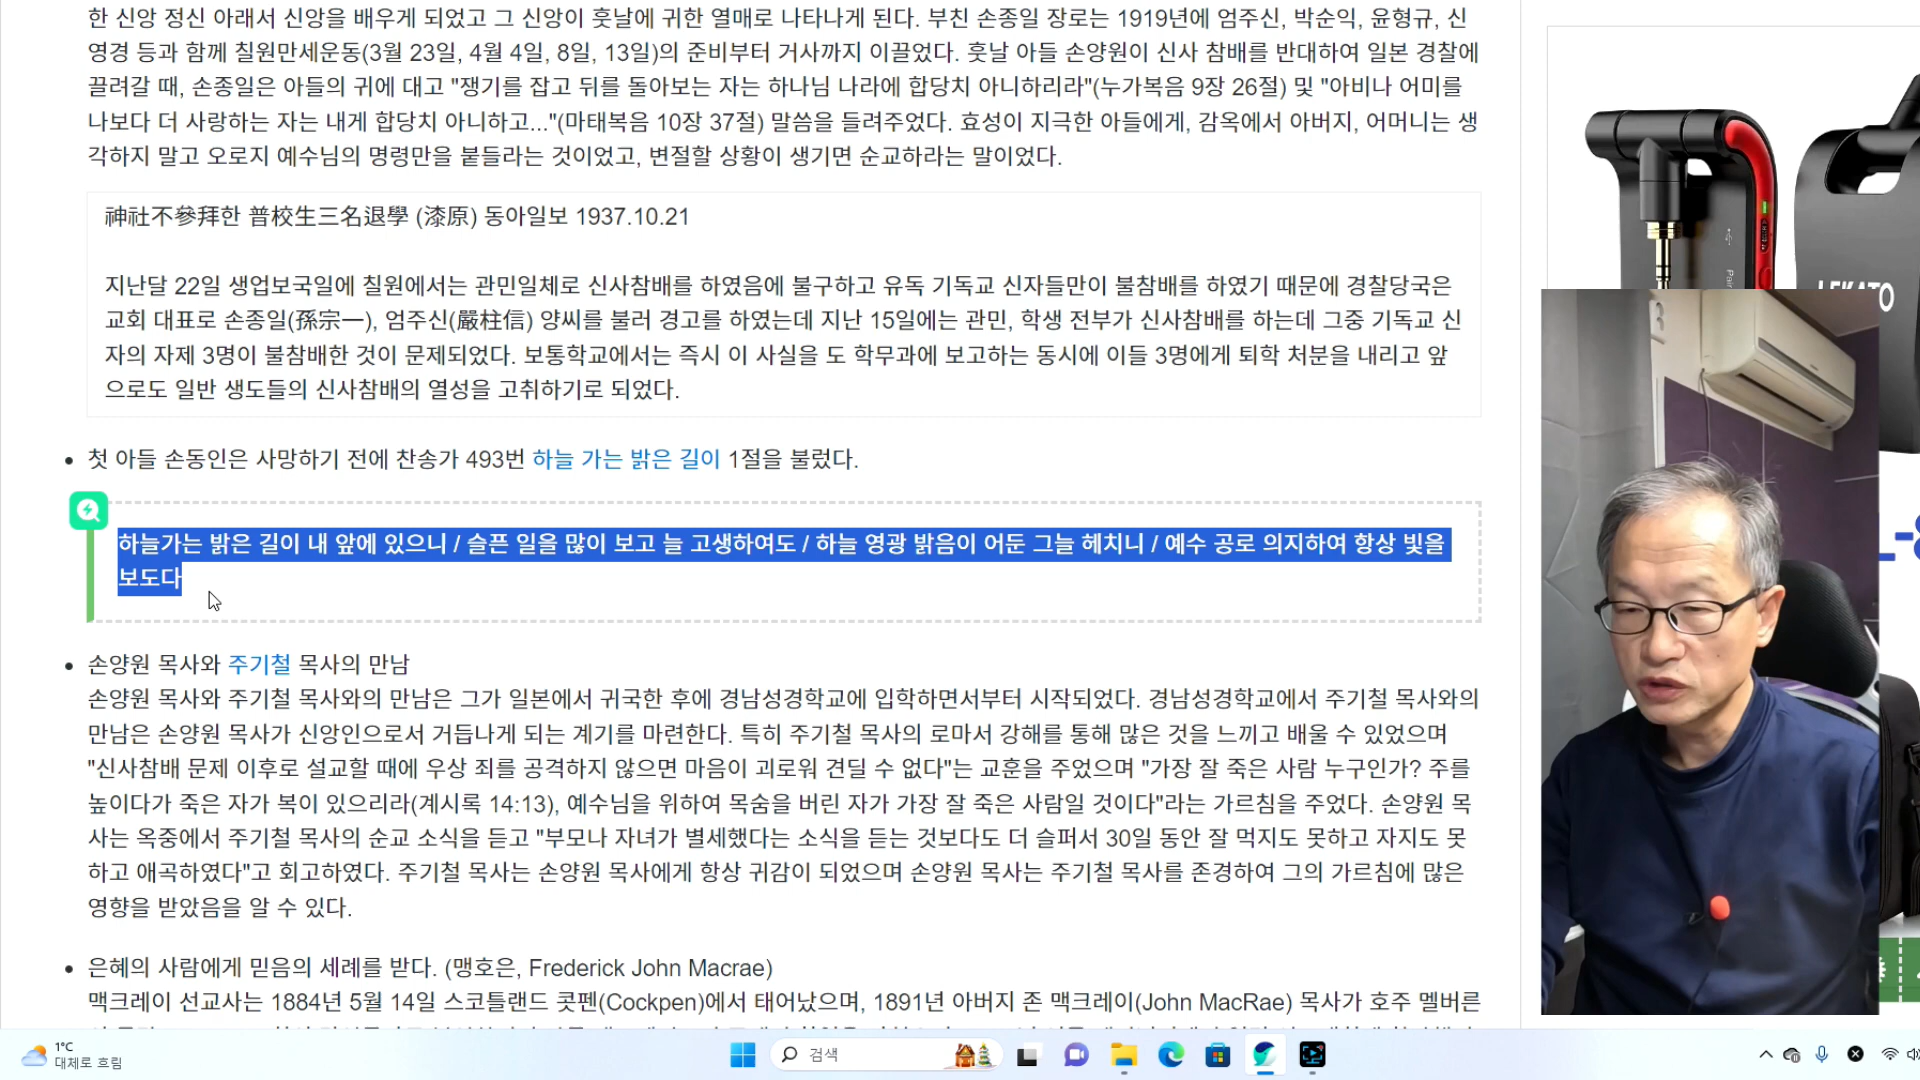 한 신앙 정신 아래서 신앙을 배우게 되었고 그 신앙이 훗날에 귀한 열매로 나타나게 된다. 부친 손종일 장로는 1919년에 엄주신, 박순익, 윤형규, 신
영경 등과 함께 칠원만세운동(3월 23일, 4월 4일, 8일, 13일)의 준비부터 거사까지 이끌었다. 훗날 아들 손양원이 신사 참배를 반대하여 일본 경찰에
끌려갈 때, 손종일은 아들의 귀에 대고 "쟁기를 잡고 뒤를 돌아보는 자는 하나님 나라에 합당치 아니하리라"(누가복음 9장 26절) 및 "아비나 어미를
나보다 더 사랑하는 자는 내게 합당치 아니하고..."(마태복음 10장 37절) 말씀을 들려주었다. 효성이 지극한 아들에게, 감옥에서 아버지, 어머니는 생
각하지 말고 오로지 예수님의 명령만을 붙들라는 것이었고, 변절할 상황이 생기면 순교하라는 말이었다.
神社不參拜한 普校生三名退學 (漆原) 동아일보 1937.10.21
지난달 22일 생업보국일에 칠원에서는 관민일체로 신사참배를 하였음에 불구하고 유독 기독교 신자들만이 불참배를 하였기 때문에 경찰당국은
교회 대표로 손종일(孫宗一), 엄주신(嚴柱信) 양씨를 불러 경고를 하였는데 지난 15일에는 관민, 학생 전부가 신사참배를 하는데 그중 기독교 신
자의 자제 3명이 불참배한 것이 문제되었다. 보통학교에서는 즉시 이 사실을 도 학무과에 보고하는 동시에 이들 3명에게 퇴학 처분을 내리고 앞
으로도 일반 생도들의 신사참배의 열성을 고취하기로 되었다.
• 첫 아들 손동인은 사망하기 전에 찬송가 493번 하늘 가는 밝은 길이 1절을 불렀다.
하늘가는 밝은 길이 내 앞에 있으니 / 슬픈 일을 많이 보고 늘 고생하여도 / 하늘 영광 밝음이 어둔 그늘 헤치니 / 예수 공로 의지하여 항상 빛을
보도다
• 손양원 목사와 주기철 목사의 만남
손양원 목사와 주기철 목사와의 만남은 그가 일본에서 귀국한 후에 경남성경학교에 입학하면서부터 시작되었다. 경남성경학교에서 주기철 목사와의
만남은 손양원 목사가 신앙인으로서 거듭나게 되는 계기를 마련한다. 특히 주기철 목사의 로마서 강해를 통해 많은 것을 느끼고 배울 수 있었으며
"신사참배 문제 이후로 설교할 때에 우상 죄를 공격하지 않으면 마음이 괴로워 견딜 수 없다"는 교훈을 주었으며 "가장 잘 죽은 사람 누구인가? 주를
높이다가 죽은 자가 복이 있으리라(계시록 14:13), 예수님을 위하여 목숨을 버린 자가 가장 잘 죽은 사람일 것이다"라는 가르침을 주었다. 손양원 목
사는 옥중에서 주기철 목사의 순교 소식을 듣고 "부모나 자녀가 별세했다는 소식을 듣는 것보다도 더 슬퍼서 30일 동안 잘 먹지도 못하고 자지도 못
하고 애곡하였다"고 회고하였다. 주기철 목사는 손양원 목사에게 항상 귀감이 되었으며 손양원 목사는 주기철 목사를 존경하여 그의 가르침에 많은
영향을 받았음을 알 수 있다.
• 은혜의 사람에게 믿음의 세례를 받다. (맹호은, Frederick John Macrae)
맥크레이 선교사는 1884년 5월 14일 스코틀랜드 콧펜(Cockpen)에서 태어났으며, 1891년 아버지 존 맥크레이(John MacRae) 목사가 호주 멜버른
LEKATO
1°C
대체로 흐림
검색